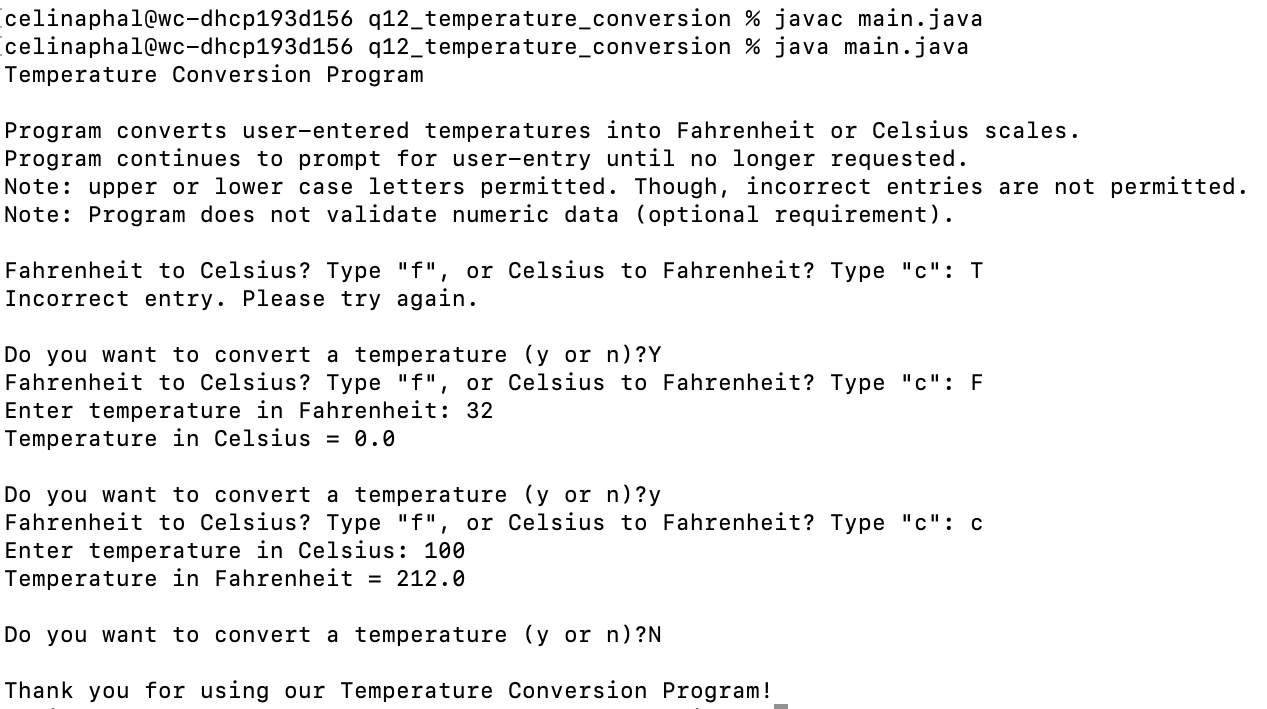 celinaphal@wc-dhcp193d156 q12_temperature_conversion % javac main.java
celinaphal@wc-dhcp193d156 q12_temperature_conversion % java main.java
Temperature Conversion Program
Program converts user-entered temperatures into Fahrenheit or Celsius scales.
Program continues to prompt for user-entry until no longer requested.
Note: upper or lower case letters permitted. Though, incorrect entries are not permitted.
Note: Program does not validate numeric data (optional requirement).
Fahrenheit to Celsius? Type "f", or Celsius to Fahrenheit? Type "c": T
Incorrect entry. Please try again.
Do you want to convert a temperature (y or n)?Y
Fahrenheit to Celsius? Type "f", or Celsius to Fahrenheit? Type "c": F
Enter temperature in Fahrenheit: 32
Temperature in Celsius = 0.0
Do you want to convert a temperature (y or n)?y
Fahrenheit to Celsius? Type "f", or Celsius to Fahrenheit? Type "c": c
Enter temperature in Celsius: 100
Temperature in Fahrenheit = 212.0
Do you want to convert a temperature (y or n)?N
Thank you for using our Temperature Conversion Program!